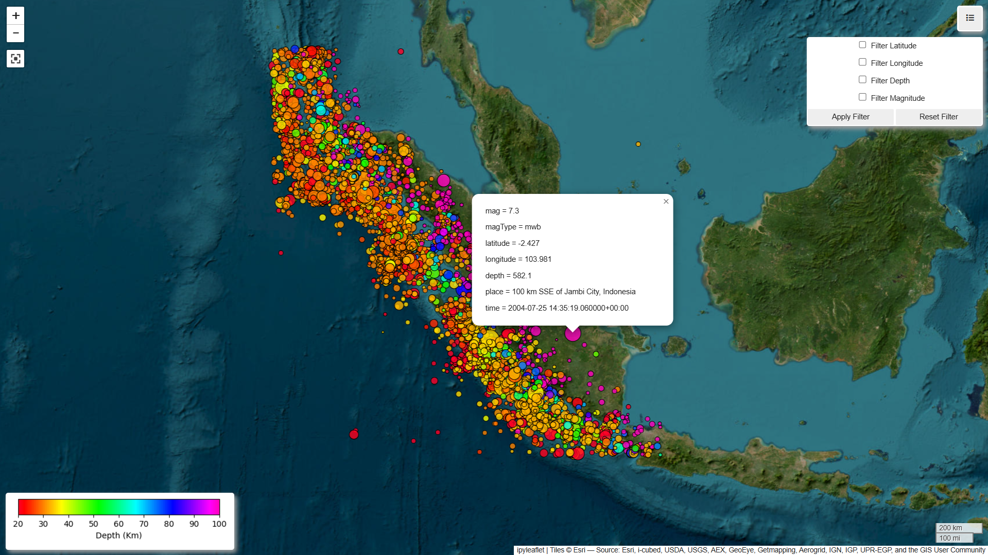 +
−
Filter Latitude
Filter Longitude
Filter Depth
Filter Magnitude
Apply Filter Reset Filter
×
mag = 7.3
magType = mwb
latitude = -2.427
longitude = 103.981
depth = 582.1
place = 100 km SSE of Jambi City, Indonesia
time = 2004-07-25 14:35:19.060000+00:00
20 30 40 50 60 70 80 90 100
Depth (Km)
200 km
100 mi
ipyleaflet | Tiles © Esri — Source: Esri, i-cubed, USDA, USGS, AEX, GeoEye, Getmapping, Aerogrid, IGN, IGP, UPR-EGP, and the GIS User Community